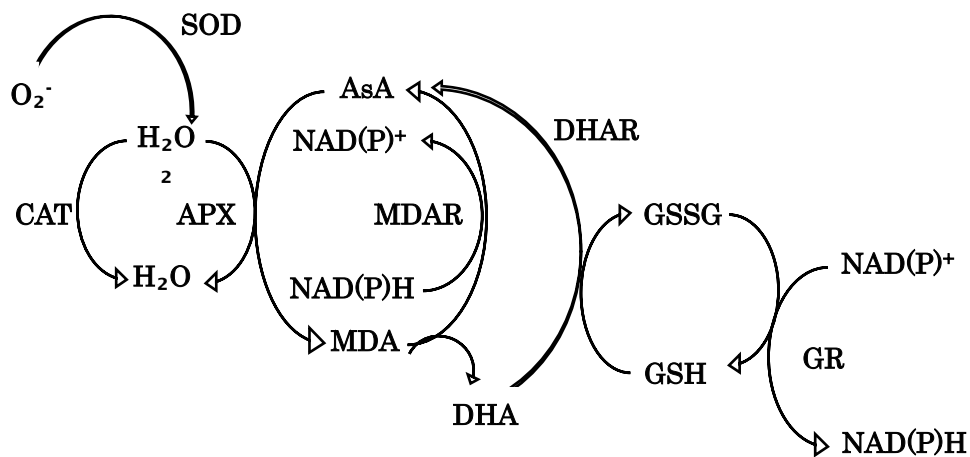 SOD
O₂⁻
AsA
H₂O
2
NAD(P)⁺
DHAR
CAT
APX
MDAR
GSSG
H₂O
NAD(P)H
NAD(P)⁺
MDA
GSH
GR
DHA
NAD(P)H